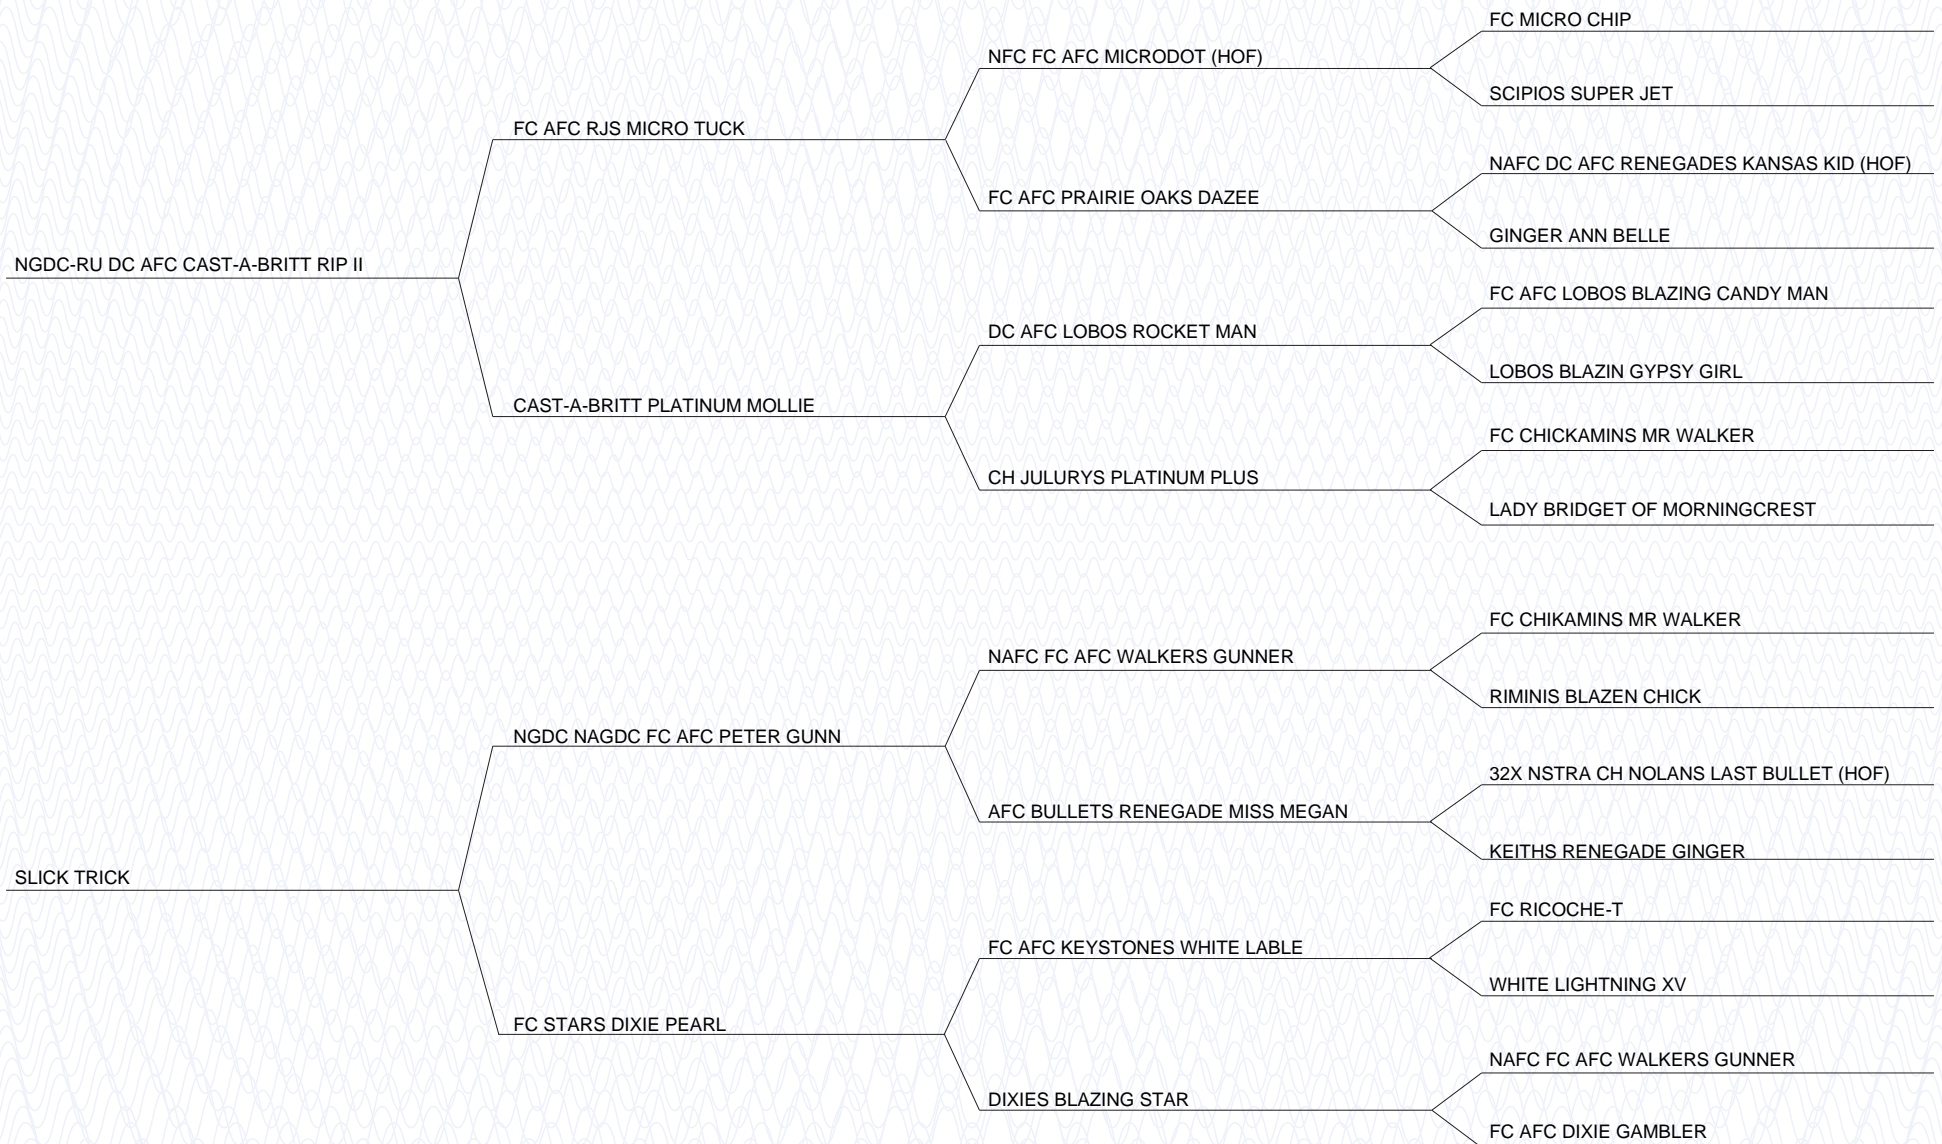 FC MICRO CHIP
NFC FC AFC MICRODOT (HOF)
SCIPIOS SUPER JET
FC AFC RJS MICRO TUCK
NAFC DC AFC RENEGADES KANSAS KID (HOF)
FC AFC PRAIRIE OAKS DAZEE
GINGER ANN BELLE
NGDC-RU DC AFC CAST-A-BRITT RIP II
FC AFC LOBOS BLAZING CANDY MAN
DC AFC LOBOS ROCKET MAN
LOBOS BLAZIN GYPSY GIRL
CAST-A-BRITT PLATINUM MOLLIE
FC CHICKAMINS MR WALKER
CH JULURYS PLATINUM PLUS
LADY BRIDGET OF MORNINGCREST
FC CHIKAMINS MR WALKER
NAFC FC AFC WALKERS GUNNER
RIMINIS BLAZEN CHICK
NGDC NAGDC FC AFC PETER GUNN
32X NSTRA CH NOLANS LAST BULLET (HOF)
AFC BULLETS RENEGADE MISS MEGAN
KEITHS RENEGADE GINGER
SLICK TRICK
FC RICOCHE-T
FC AFC KEYSTONES WHITE LABLE
WHITE LIGHTNING XV
FC STARS DIXIE PEARL
NAFC FC AFC WALKERS GUNNER
DIXIES BLAZING STAR
FC AFC DIXIE GAMBLER